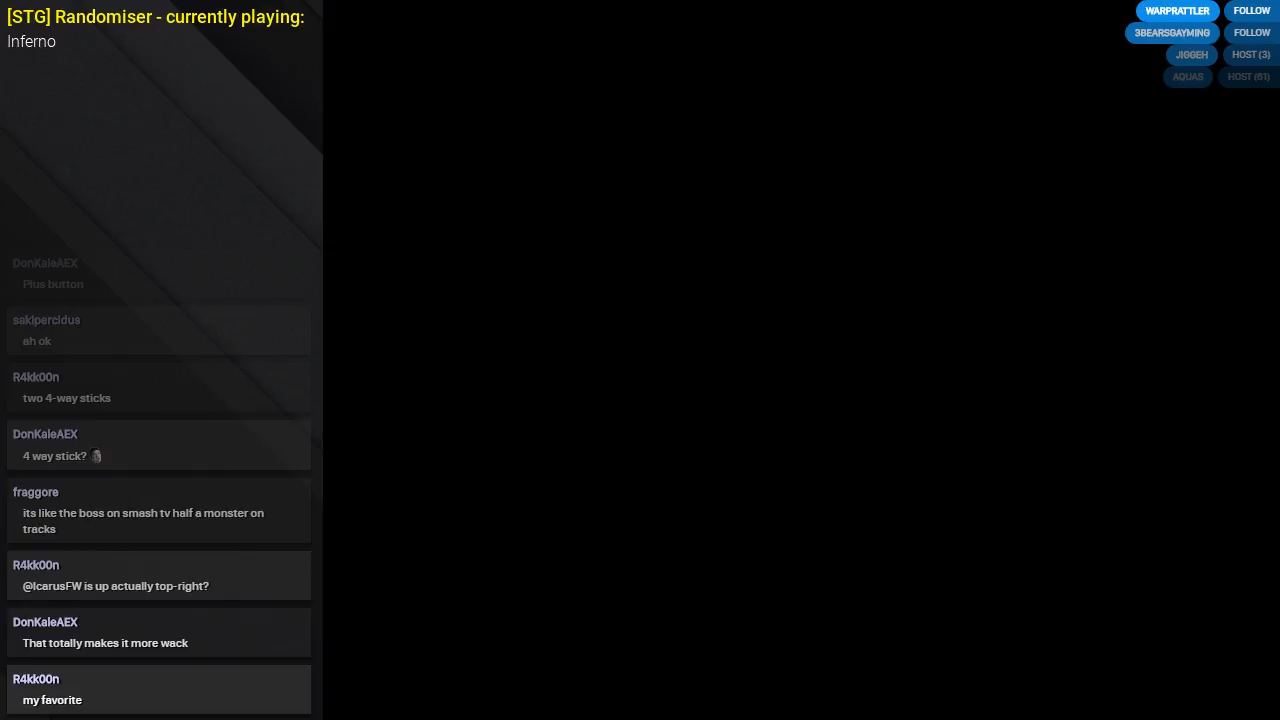 [STG] Randomiser - currently playing:
Inferno
WARPRATTLER FOLLOW
3BEARSGAYMING FOLLOW
JIGGEH HOST (3)
AQUAS HOST (61)
DonKaleAEX
Plus button
sakipercidus
ah ok
R4kk00n
two 4-way sticks
DonKaleAEX
4 way stick?
fraggore
its like the boss on smash tv half a monster on
tracks
R4kk00n
@IcarusFW is up actually top-right?
DonKaleAEX
That totally makes it more wack
R4kk00n
my favorite